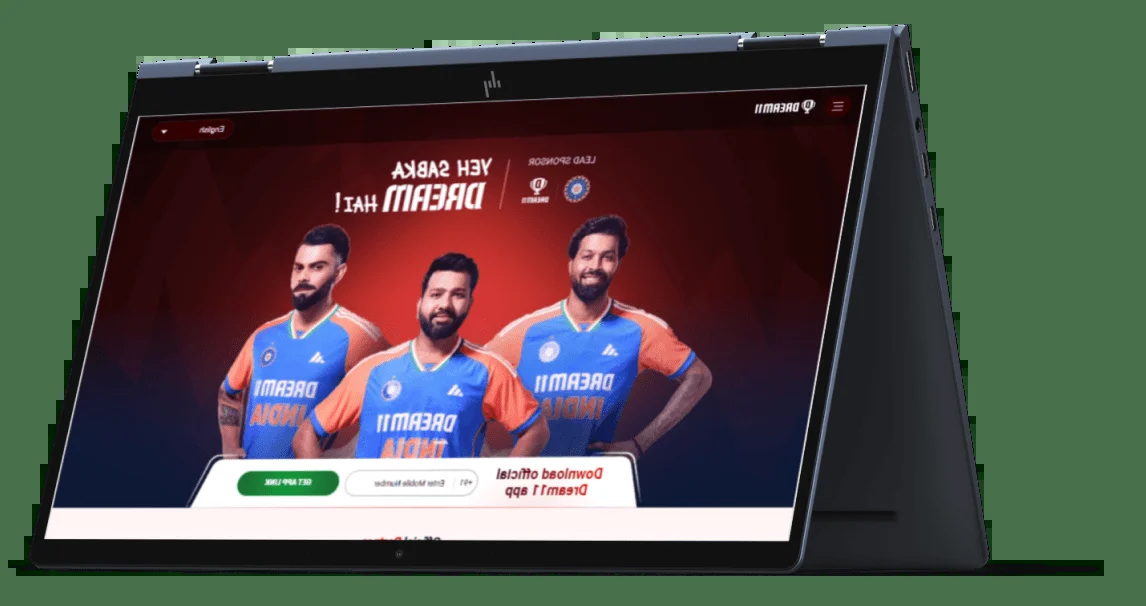 DREAM11
English
LEAD SPONSOR
DREAM11
YEH SABKA
DREAM HAI!
DREAM11
INDIA
DREAM11
INDIA
DREAM11
INDIA
Download official
Dream11 app
+91 Enter Mobile Number
GET APP LINK